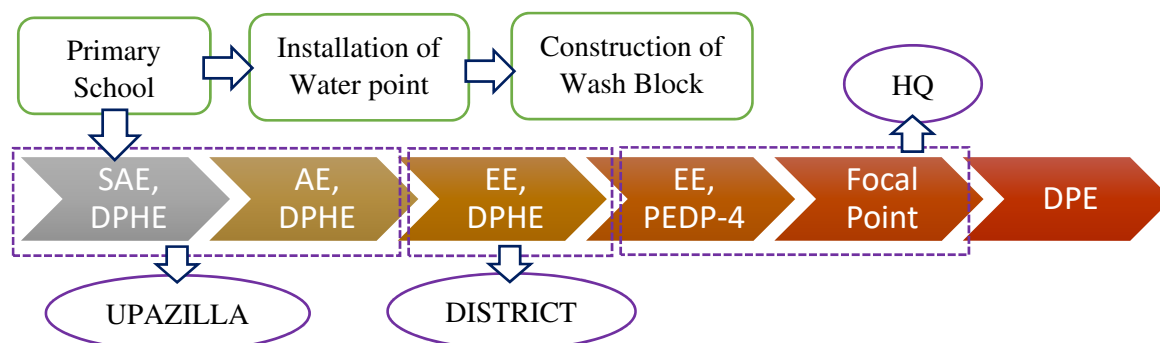 Primary
School
Installation of
Water point
Construction of
Wash Block
HQ
SAE,
DPHE
AE,
DPHE
EE,
DPHE
EE,
PEDP-4
Focal
Point
DPE
UPAZILLA
DISTRICT